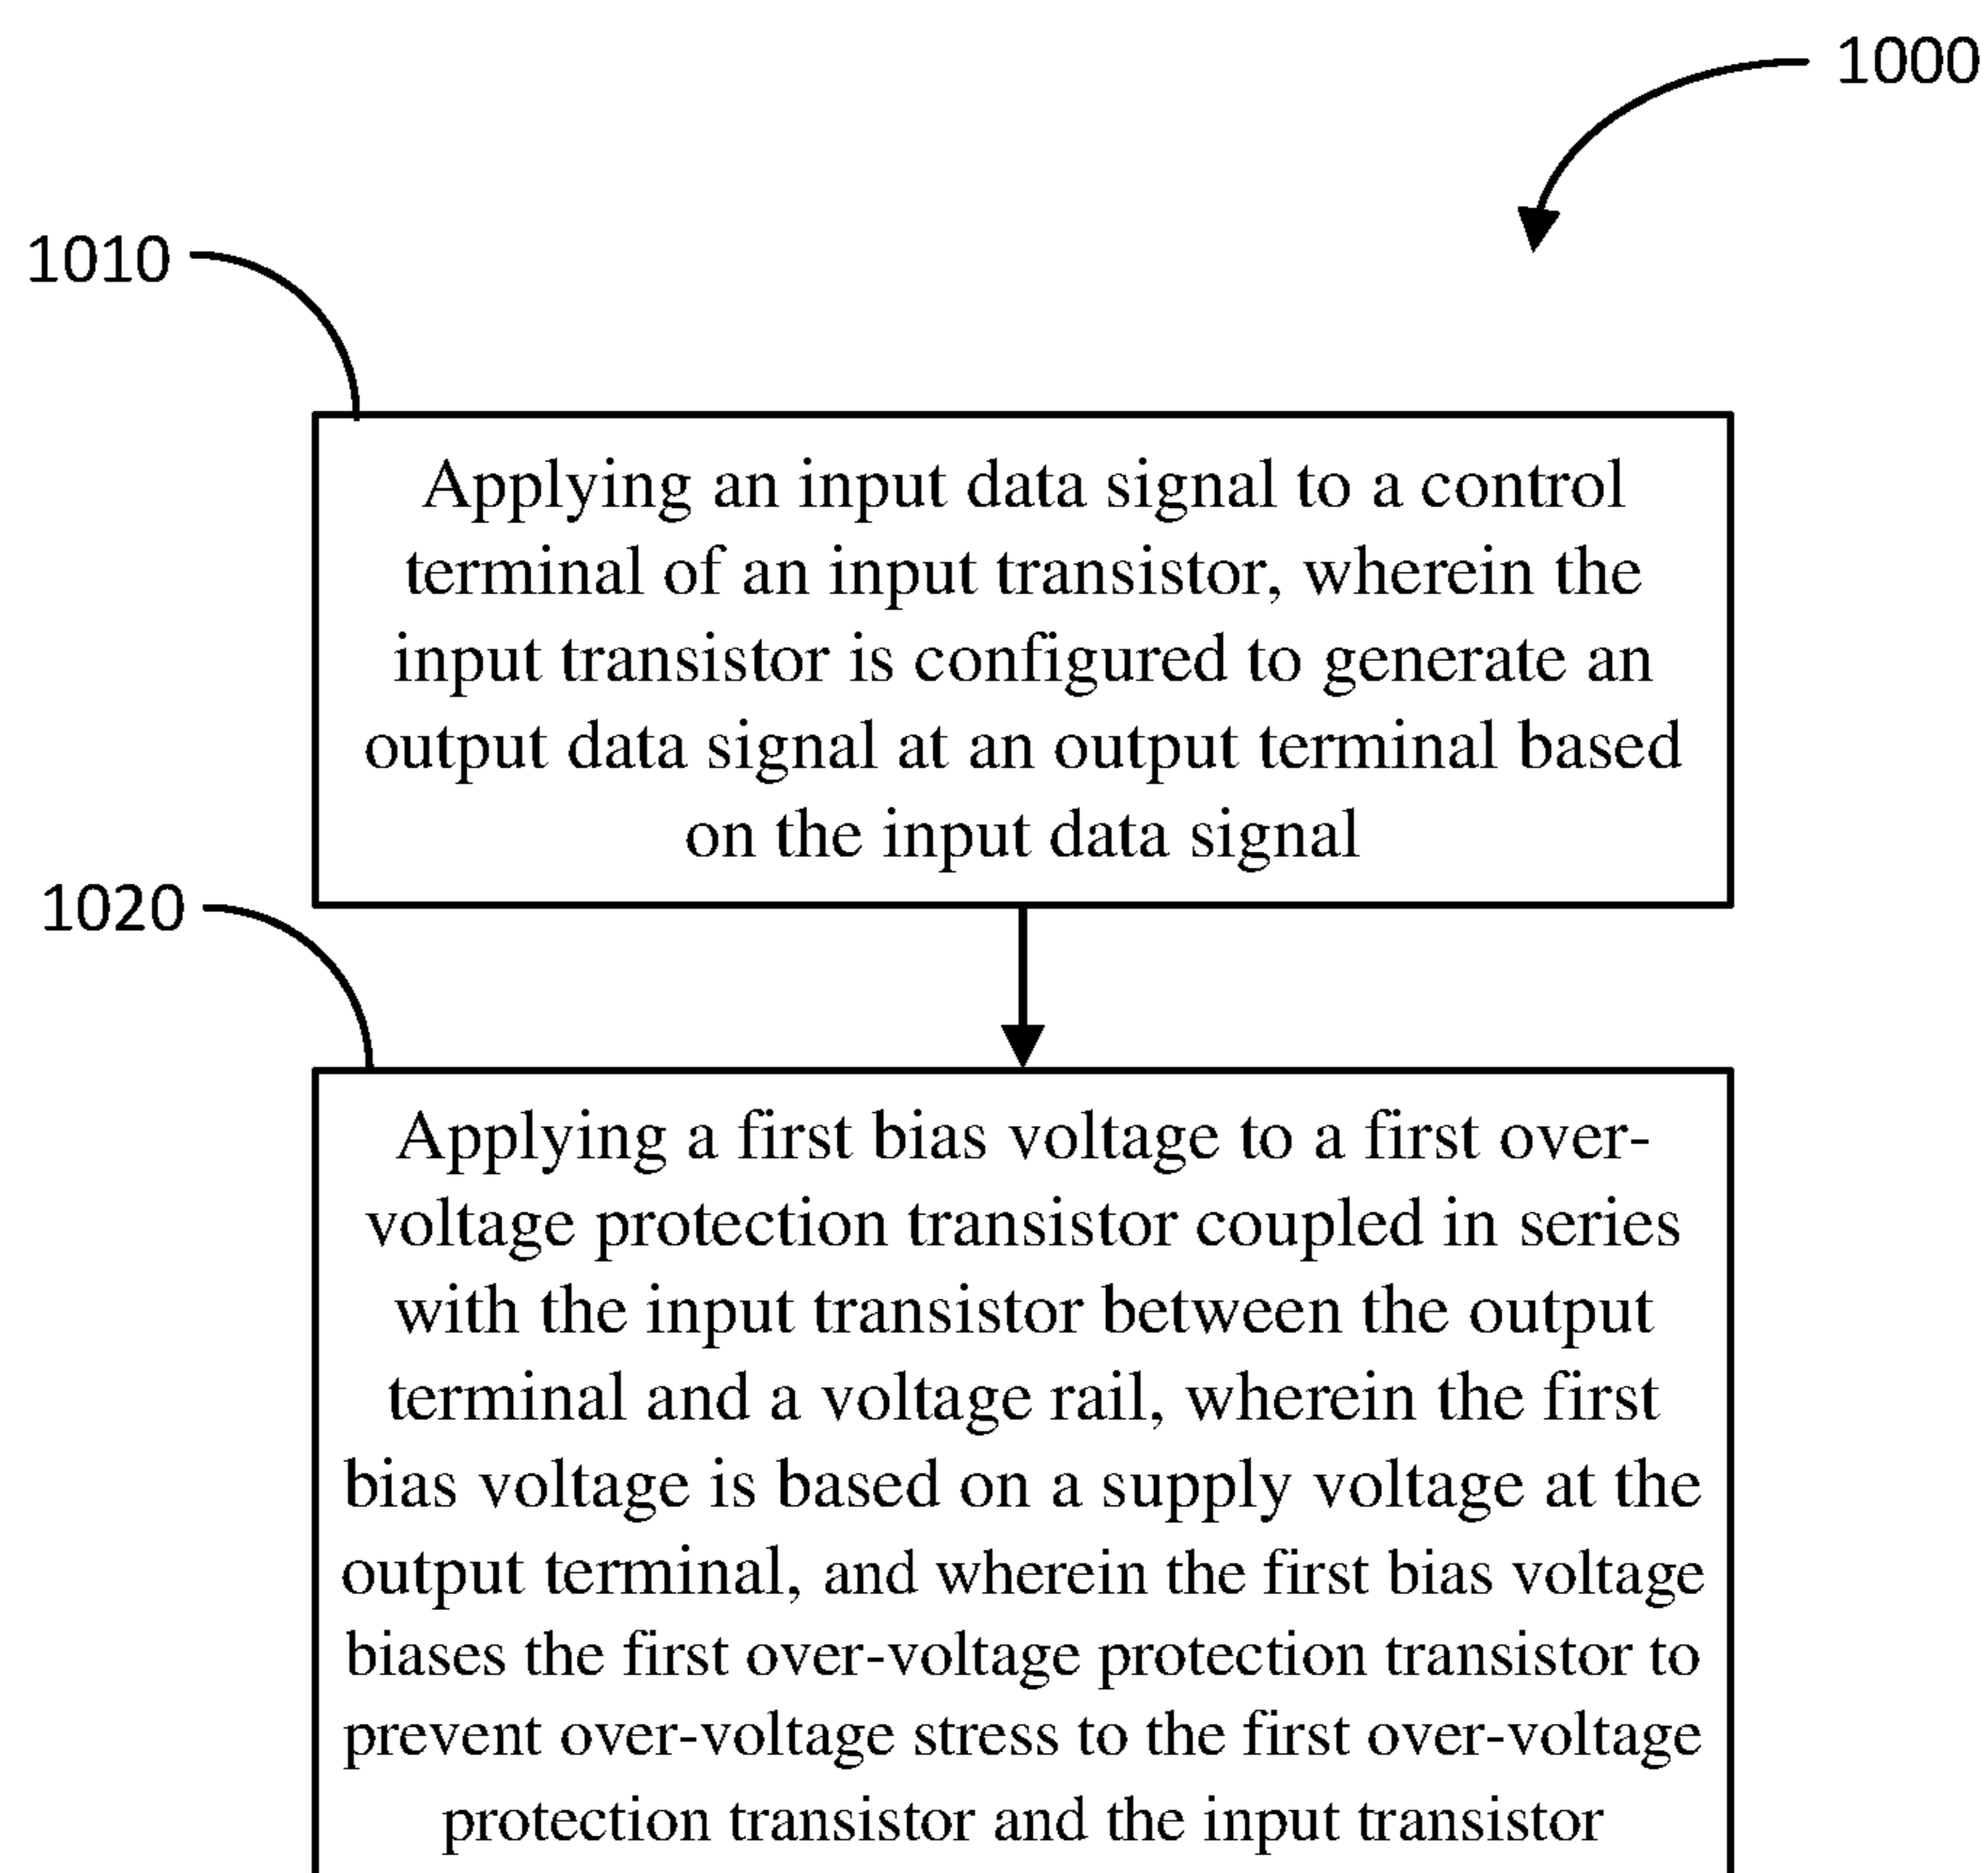 1000
1010
Applying an input data signal to a control
terminal of an input transistor, wherein the
input transistor is configured to generate an
output data signal at an output terminal based
on the input data signal
1020
Applying a first bias voltage to a first over-
voltage protection transistor coupled in series
with the input transistor between the output
terminal and a voltage rail, wherein the first
bias voltage is based on a supply voltage at the
output terminal, and wherein the first bias voltage
biases the first over-voltage protection transistor to
prevent over-voltage stress to the first over-voltage
protection transistor and the input transistor